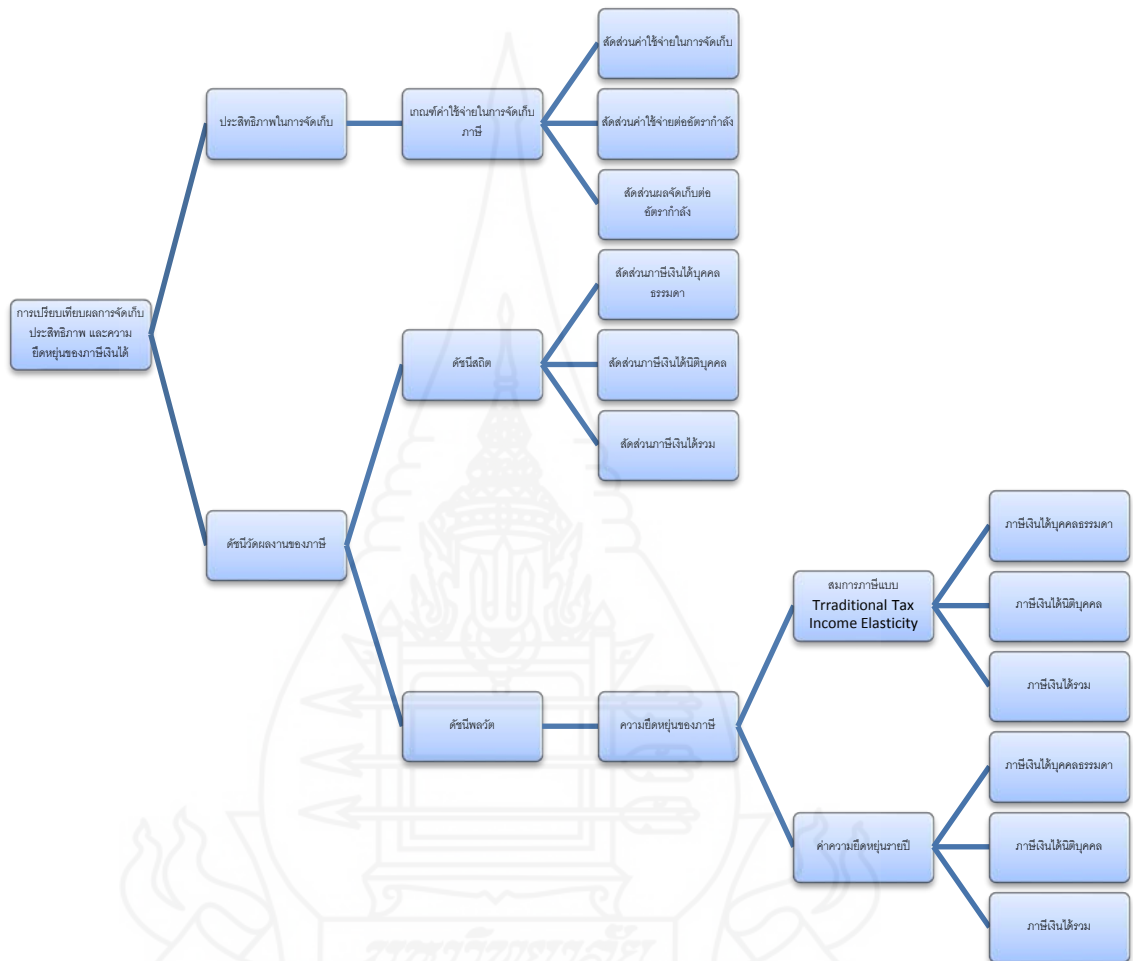 สัดส่วนค่าใช้จ่ายในการจัดเก็บ
ประสิทธิภาพในการจัดเก็บ
เกณฑ์ค่าใช้จ่ายในการจัดเก็บ
ภาษี
สัดส่วนค่าใช้จ่ายต่ออัตรากำลัง
สัดส่วนผลจัดเก็บต่อ
อัตรากำลัง
การเปรียบเทียบผลการจัดเก็บ
ประสิทธิภาพ และความ
ยืดหยุ่นของภาษีเงินได้
สัดส่วนภาษีเงินได้บุคคล
ธรรมดา
ดัชนีสถิต
สัดส่วนภาษีเงินได้นิติบุคคล
สัดส่วนภาษีเงินได้รวม
ดัชนีวัดผลงานของภาษี
ภาษีเงินได้บุคคลธรรมดา
สมการภาษีแบบ
Trraditional Tax
Income Elasticity
ภาษีเงินได้นิติบุคคล
ภาษีเงินได้รวม
ดัชนีพลวัต
ความยืดหยุ่นของภาษี
ภาษีเงินได้บุคคลธรรมดา
ค่าความยืดหยุ่นรายปี
ภาษีเงินได้นิติบุคคล
ภาษีเงินได้รวม